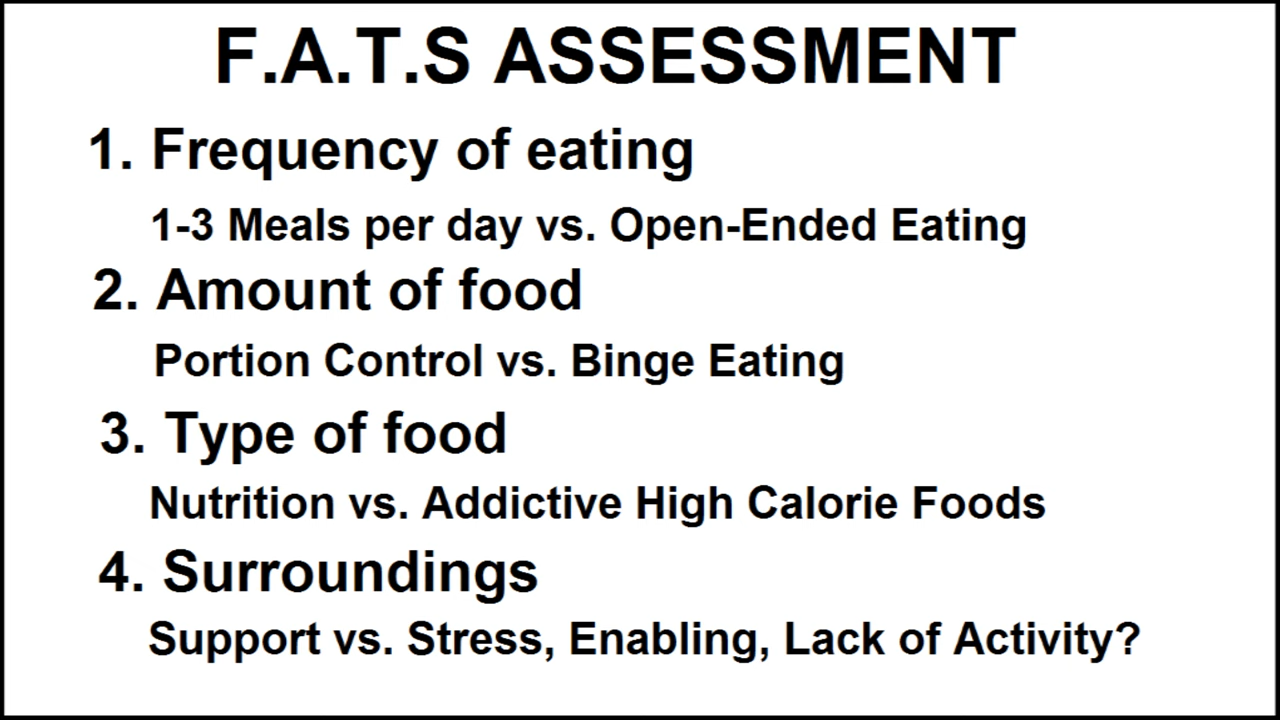 F.A.T.S ASSESSMENT
1. Frequency of eating
1-3 Meals per day vs. Open-Ended Eating
2. Amount of food
Portion Control vs. Binge Eating
3. Type of food
Nutrition vs. Addictive High Calorie Foods
4. Surroundings
Support vs. Stress, Enabling, Lack of Activity?